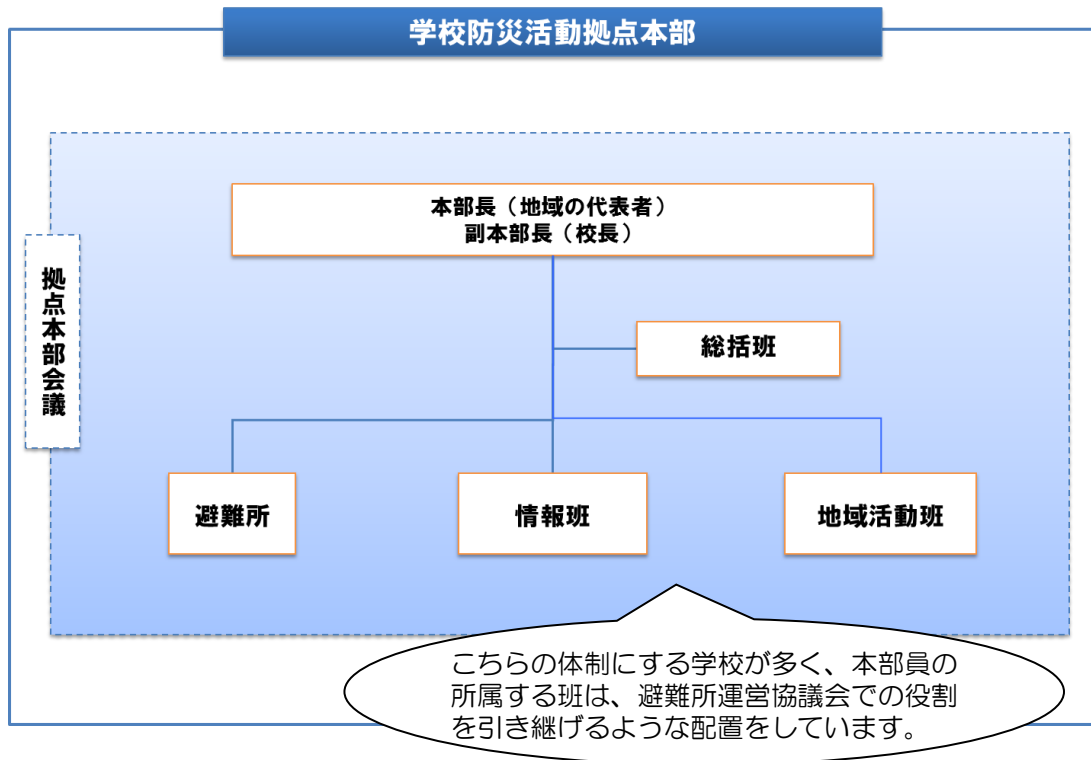 学校防災活動拠点本部
本部長（地域の代表者）
副本部長（校長）
拠点本部会議
総括班
避難所
情報班
地域活動班
こちらの体制にする学校が多く、本部員の
所属する班は、避難所運営協議会での役割
を引き継げるような配置をしています。